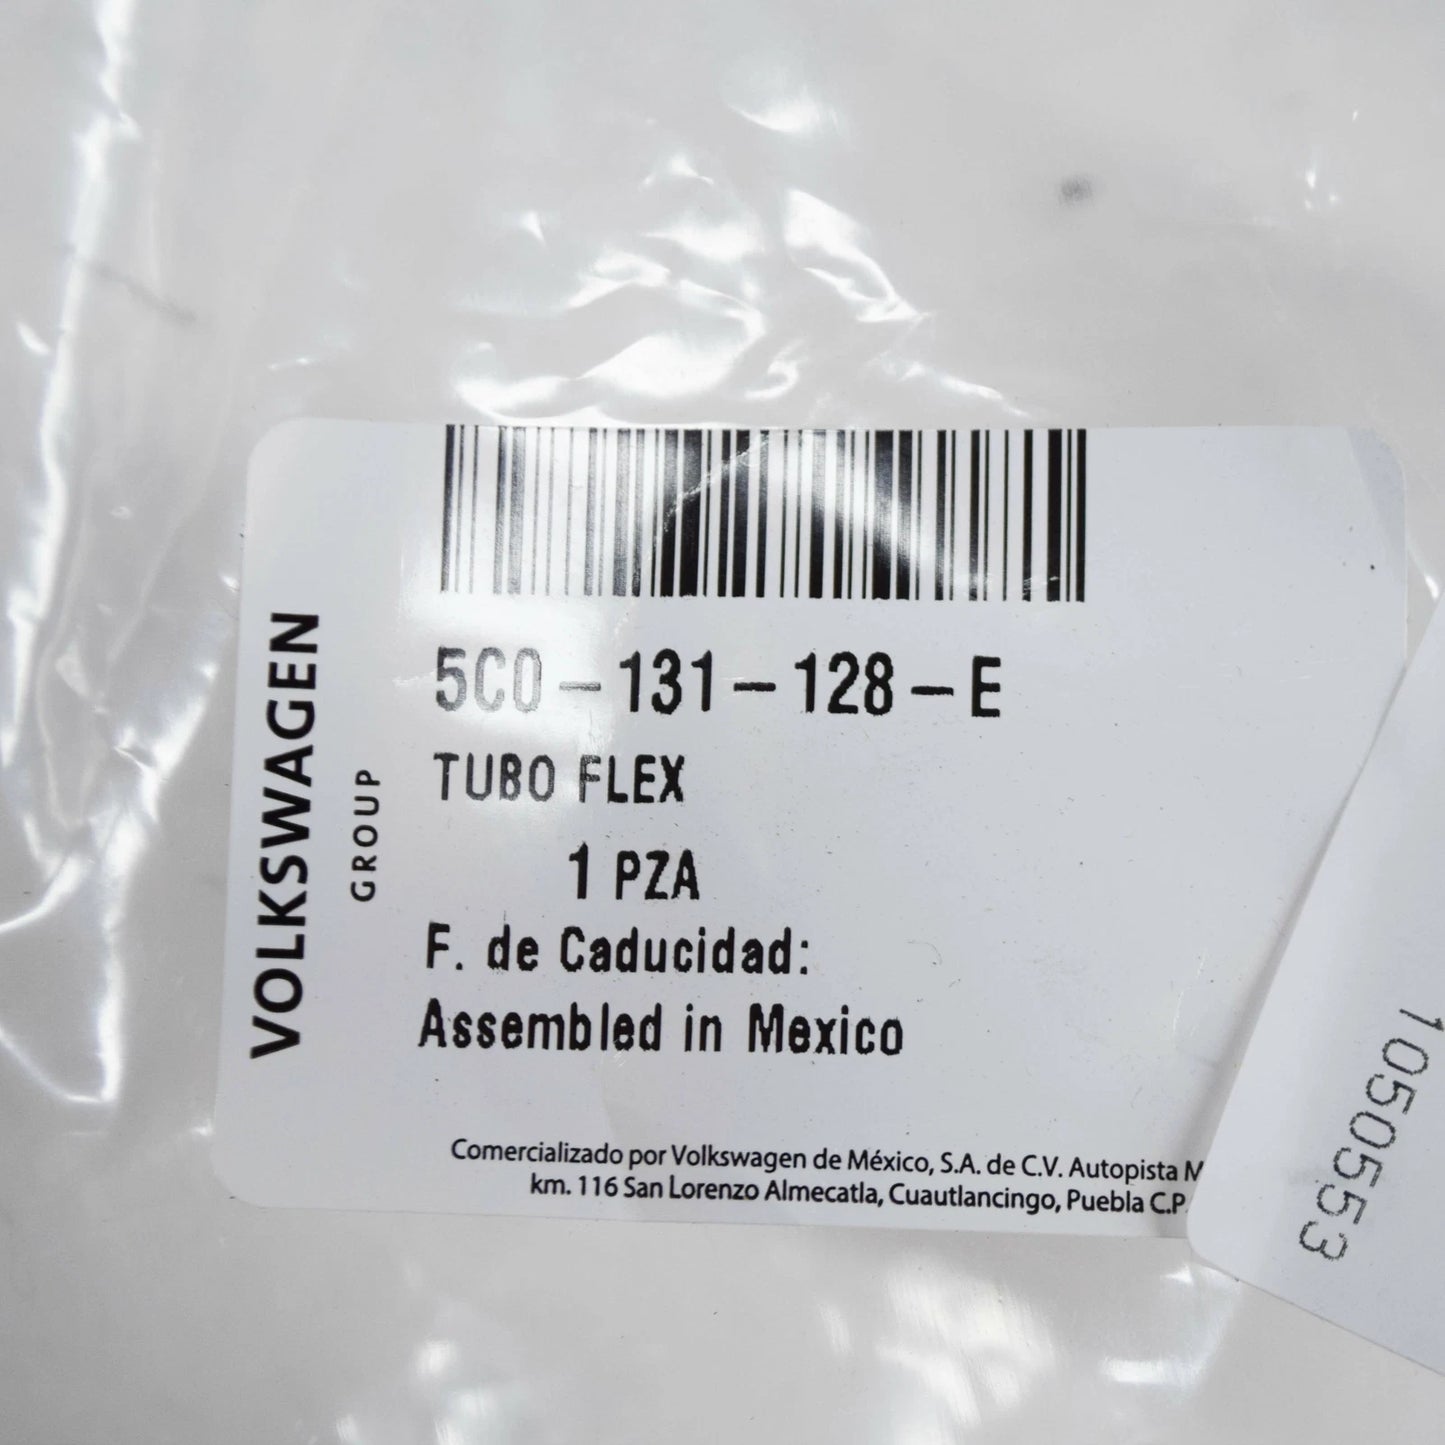 VOLKSWAGEN
GROUP
5C0-131-128-E
TUBO FLEX
1 PZA
F. de Caducidad:
Assembled in Mexico
Comercializado por Volkswagen de México, S.A. de C.V. Autopista M
km. 116 San Lorenzo Almecatla, Cuautlancingo, Puebla C.P.
1050553